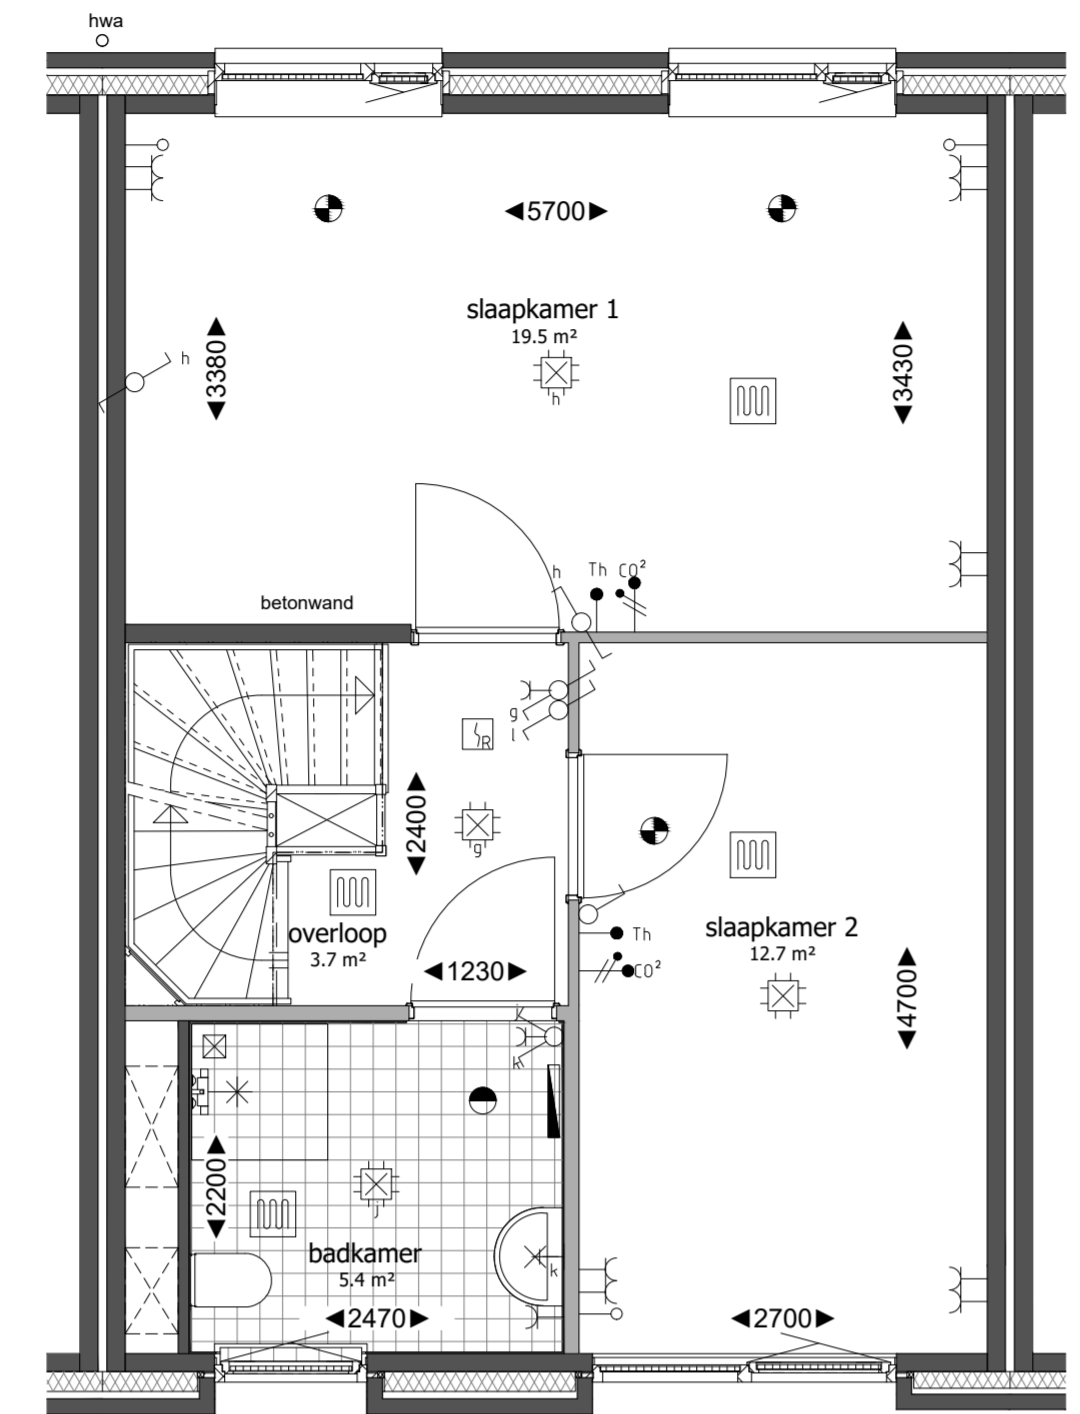 hwa
5700
slaapkamer 1
19.5 m²
3380
h
3430
h
betonwand
h
Th
CO²
g
l
R
2400
g
overloop
3.7 m²
1230
Th
CO²
slaapkamer 2
12.7 m²
4700
j
k
2200
j
badkamer
5.4 m²
k
2470
2700